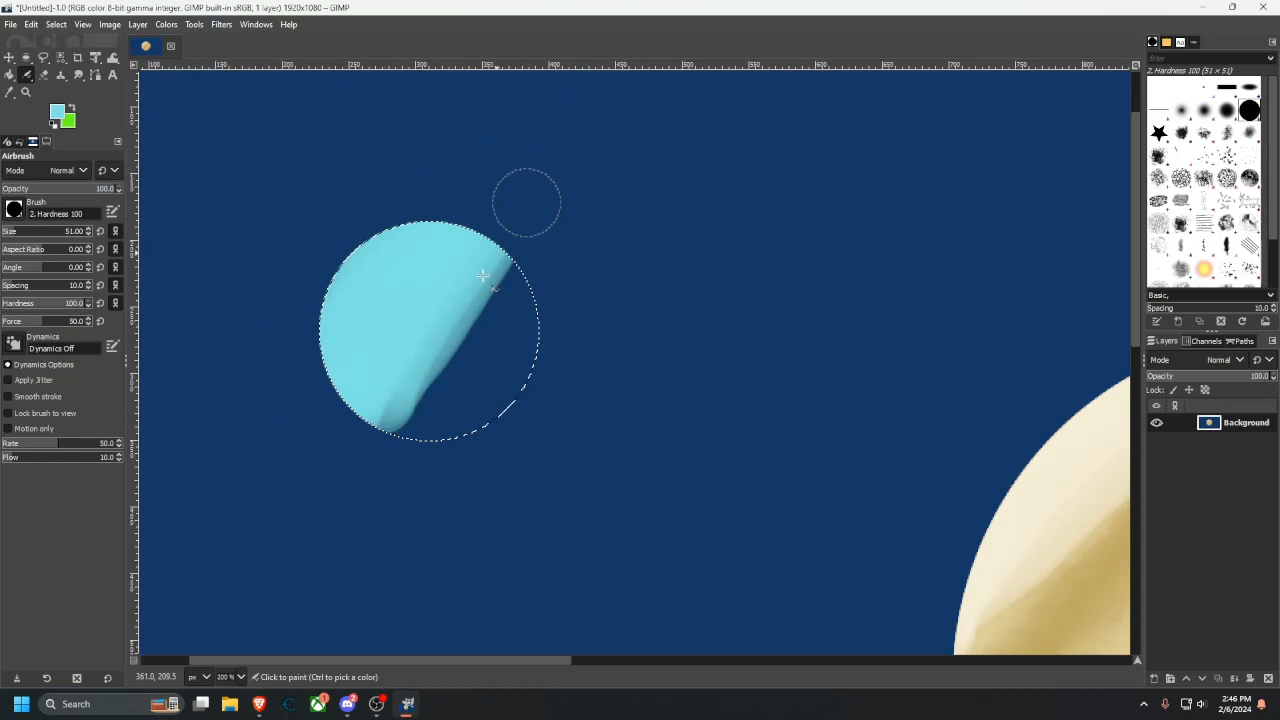 *[Untitled]-1.0 (RGB color 8-bit gamma integer, GIMP built-in sRGB, 1 layer) 1920x1080 – GIMP
File Edit Select View Image Layer Colors Tools Filters Windows Help
filter
2. Hardness 100 (51 × 51)
Airbrush
Mode Normal
Opacity 100.0
Brush
2. Hardness 100
Size 51.00
Aspect Ratio 0.00
Angle 0.00
Spacing 10.0
Hardness 100.0
Force 50.0
Dynamics
Dynamics Off
Dynamics Options
Apply Jitter
Smooth stroke
Lock brush to view
Motion only
Rate 50.0
Flow 10.0
Basic,
Spacing 10.0
Layers Channels Paths
Mode Normal
Opacity 100.0
Lock:
Background
361.0, 209.5 px 200 % Click to paint (Ctrl to pick a color)
Search
2:46 PM
2/6/2024